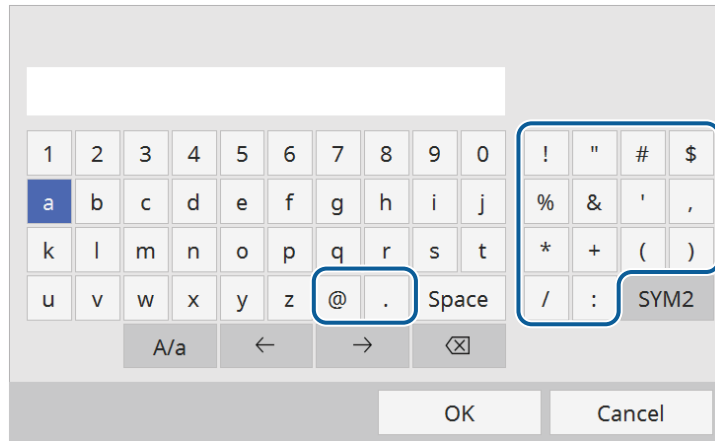 1 2 3 4 5 6 7 8 9 0 ! " # $
a b c d e f g h i j % & ' ,
k l m n o p q r s t * + ( )
u v w x y z @ . Space / : SYM2
A/a ← → ⌫
OK Cancel